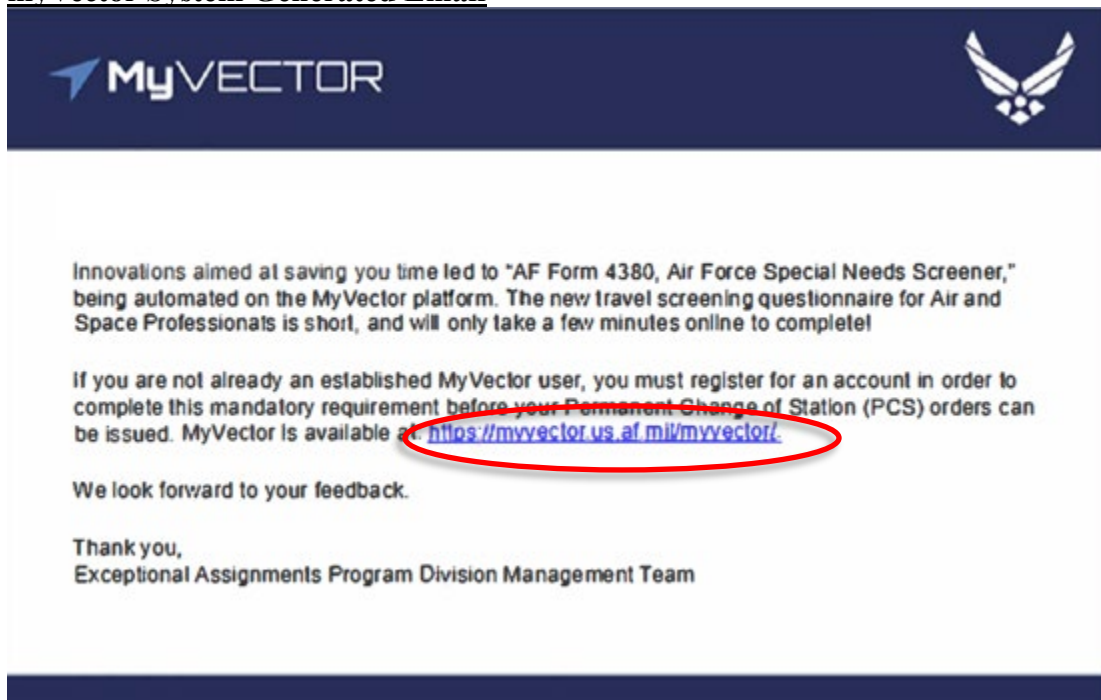 MyVector System Generated Email
MyVECTOR
Innovations aimed at saving you time led to "AF Form 4380, Air Force Special Needs Screener,"
being automated on the MyVector platform. The new travel screening questionnaire for Air and
Space Professionals is short, and will only take a few minutes online to complete!
If you are not already an established MyVector user, you must register for an account in order to
complete this mandatory requirement before your Permanent Change of Station (PCS) orders can
be issued. MyVector is available at: https://myvector.us.af.mil/myvector/.
We look forward to your feedback.
Thank you,
Exceptional Assignments Program Division Management Team